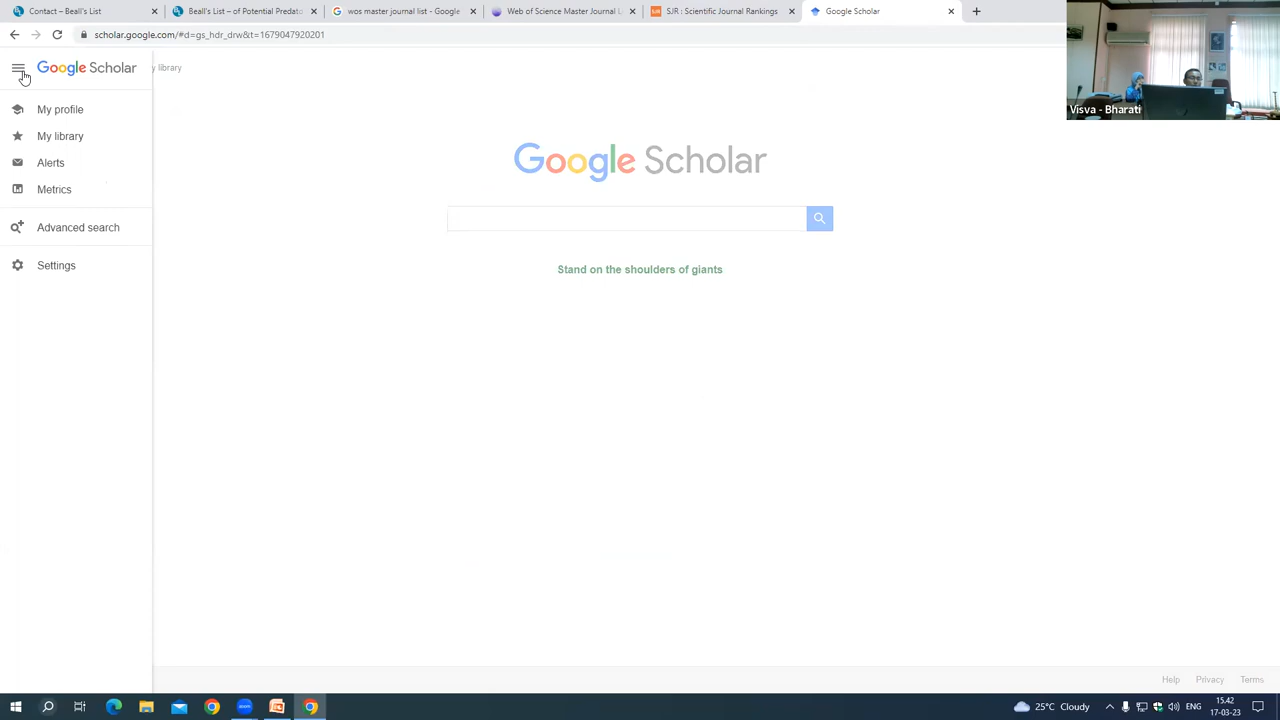 Contact – Beall's List
Beall's List – of Potential Predato
wos master journal list - Google
Web of Science Master Journal L
SJR : Scientific Journal Rankings
Google Scholar
scholar.google.com/#d=gs_hdr_drw&t=1679047920201
Google Scholar
y library
My profile
My library
Alerts
Metrics
Advanced search
Settings
Google Scholar
Stand on the shoulders of giants
Visva - Bharati
Help
Privacy
Terms
zoom
25°C Cloudy
ENG
15.42
17-03-23